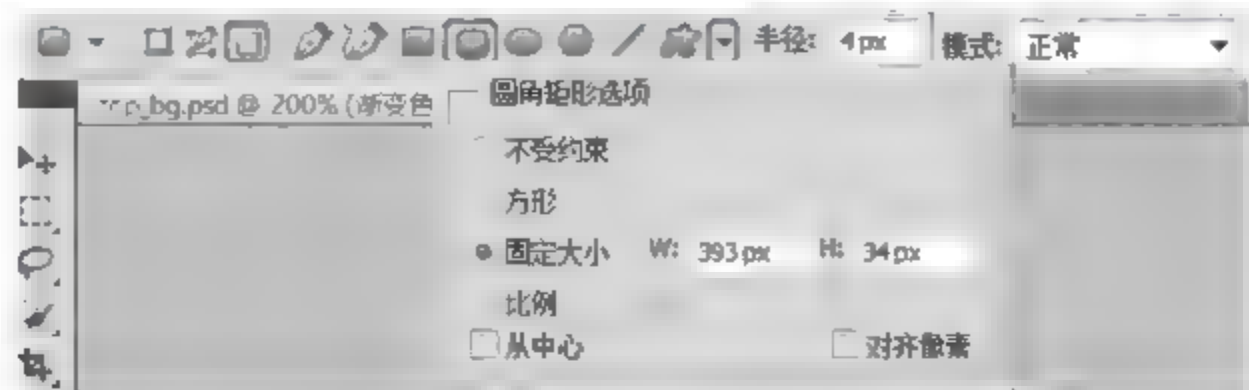 半径: 4px 模式: 正常
_bg.psd @ 200% (渐变色
圆角矩形选项
不受约束
方形
固定大小 W: 393px H: 34px
比例
从中心 对齐像素